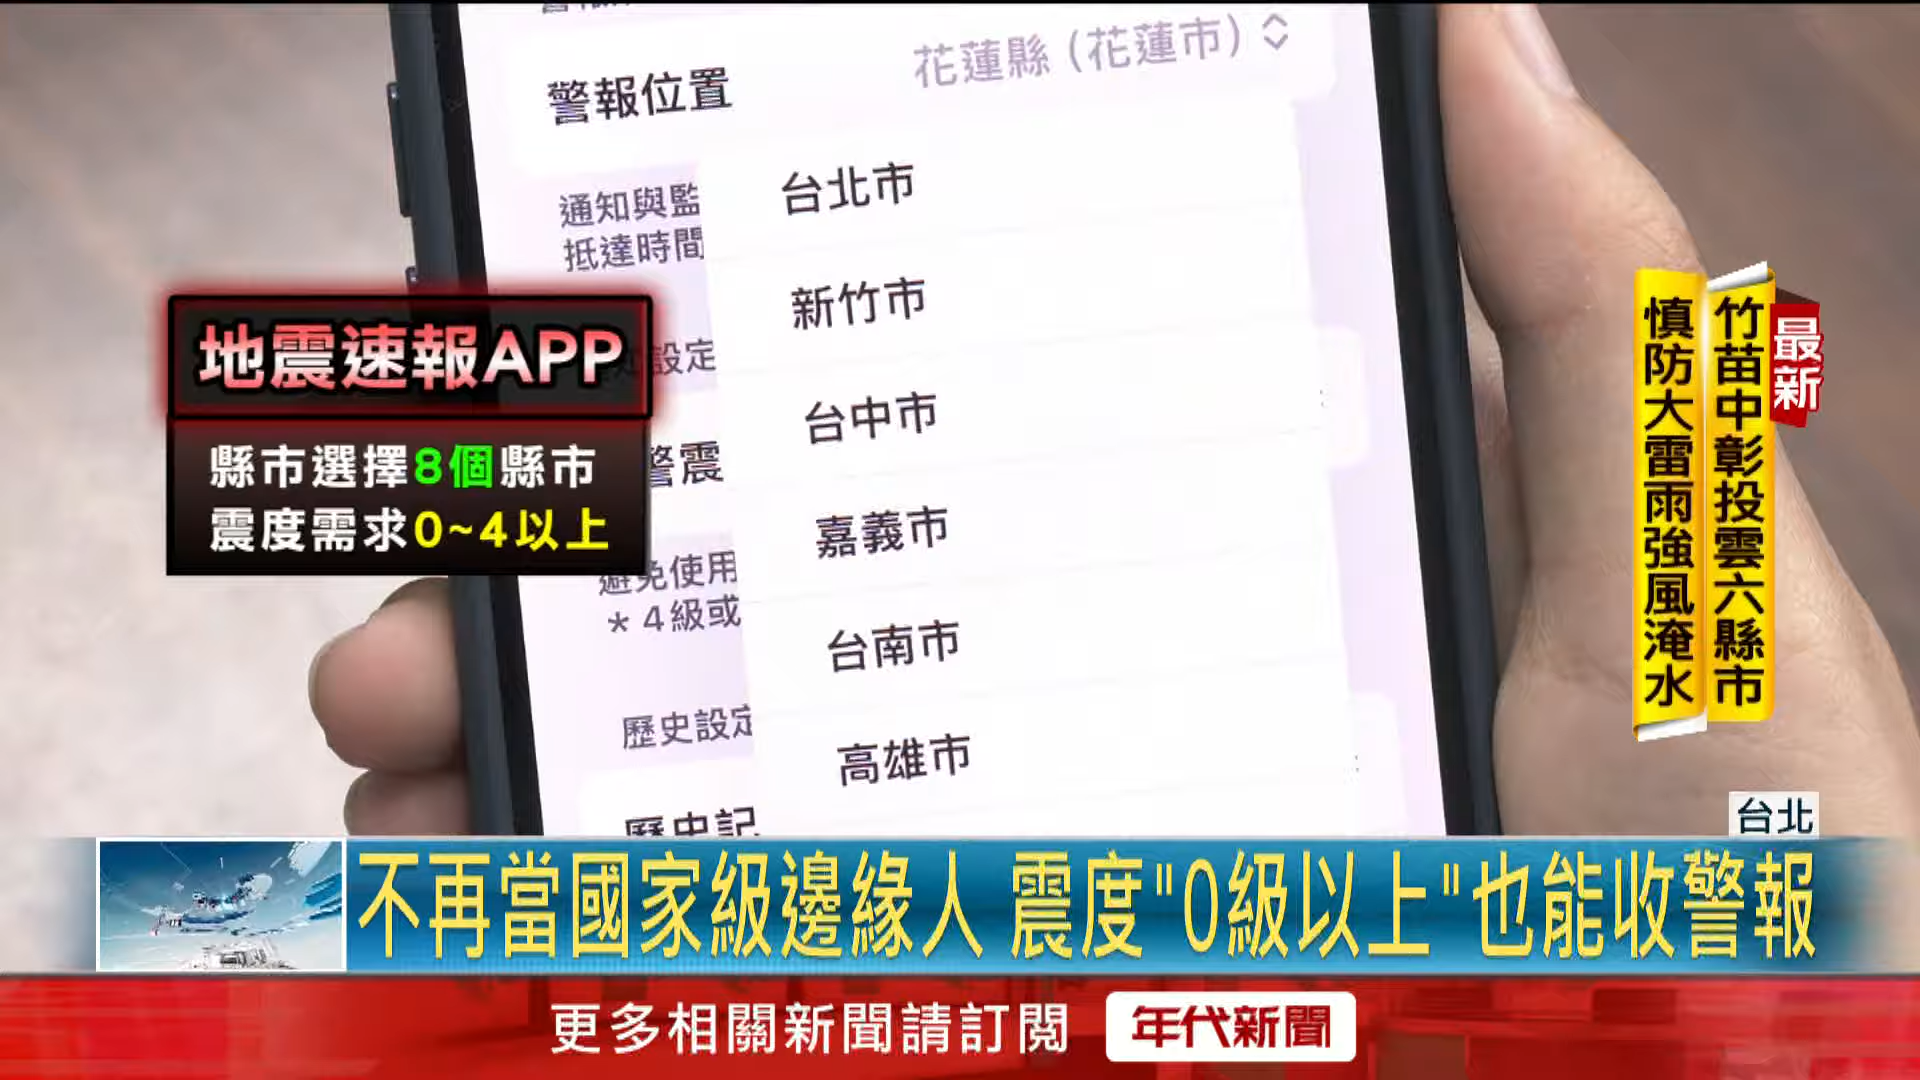 警報位置
花蓮縣（花蓮市）
台北市
通知與監
抵達時間
新竹市
設定
台中市
警震
嘉義市
避免使用
* 4級或
台南市
歷史設定
高雄市
歷史記
地震速報APP
縣市選擇8個縣市
震度需求0~4以上
最新
竹苗中彰投雲六縣市
慎防大雷雨強風淹水
台北
不再當國家級邊緣人 震度"0級以上"也能收警報
更多相關新聞請訂閱
年代新聞